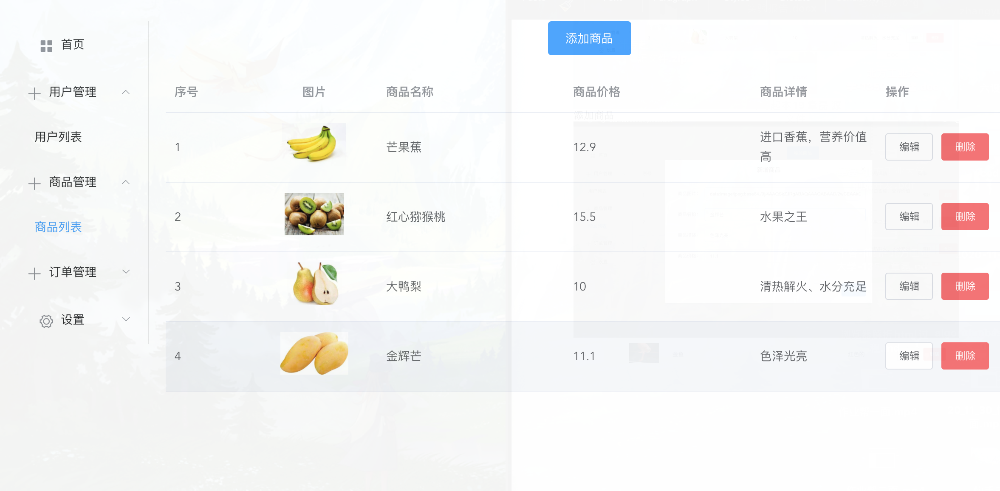 首页
用户管理
用户列表
商品管理
商品列表
订单管理
设置
添加商品
序号 图片 商品名称 商品价格 商品详情 操作
添加商品
1 芒果蕉 12.9 进口香蕉，营养价值
高 编辑 删除
2 红心猕猴桃 15.5 水果之王 编辑 删除
3 大鸭梨 10 清热解火、水分充足 编辑 删除
4 金辉芒 11.1 色泽光亮 编辑 删除